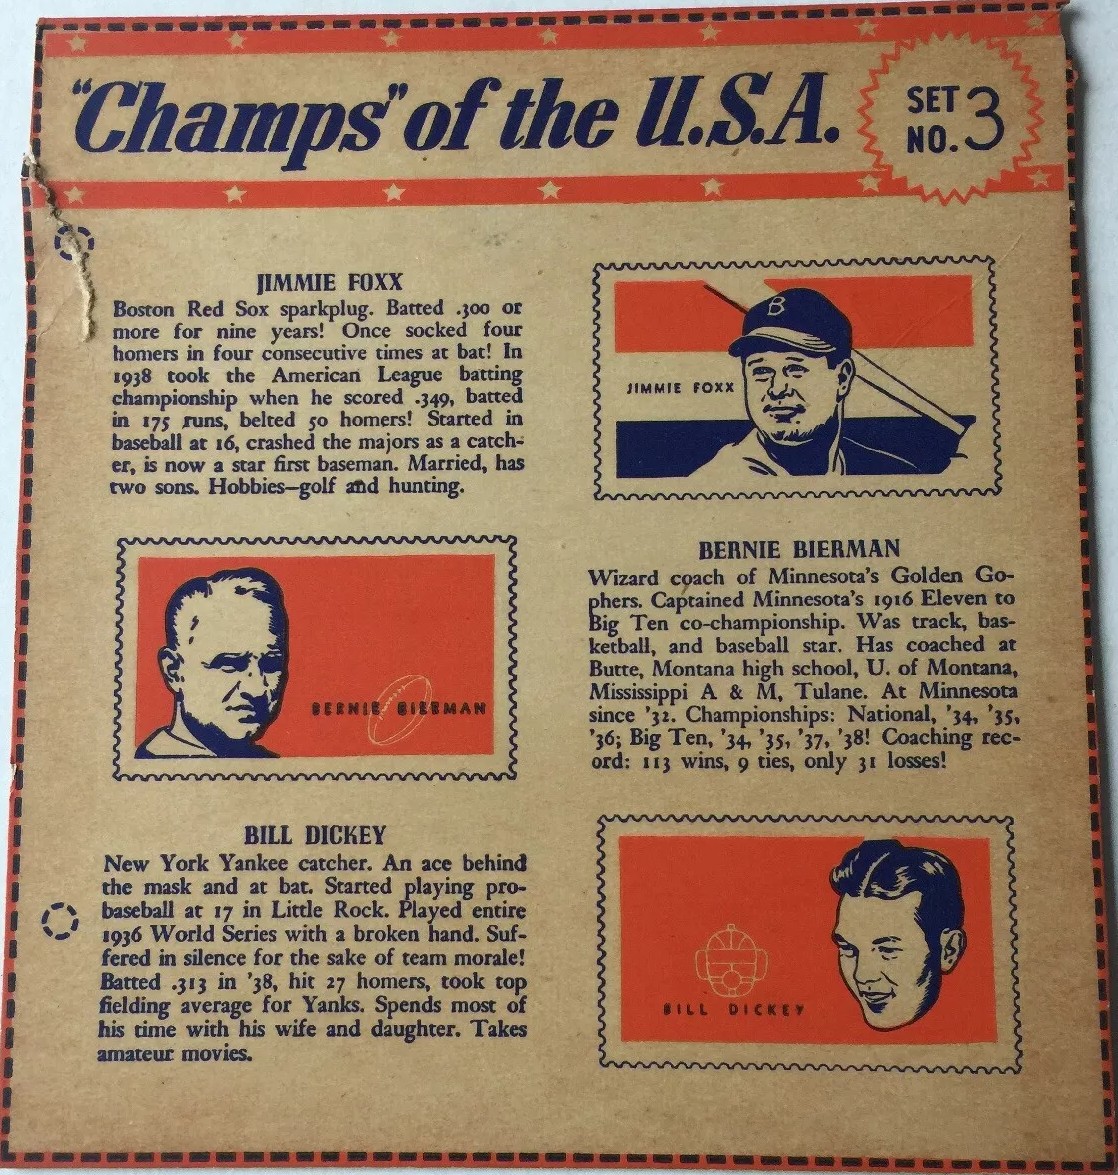 "Champs" of the U.S.A.
SET
NO. 3
JIMMIE FOXX
Boston Red Sox sparkplug. Batted .300 or
more for nine years! Once socked four
homers in four consecutive times at bat! In
1938 took the American League batting
championship when he scored .349, batted
in 175 runs, belted 50 homers! Started in
baseball at 16, crashed the majors as a catch-
er, is now a star first baseman. Married, has
two sons. Hobbies—golf and hunting.
B
JIMMIE FOXX
BERNIE BIERMAN
BERNIE BIERMAN
Wizard coach of Minnesota's Golden Go-
phers. Captained Minnesota's 1916 Eleven to
Big Ten co-championship. Was track, bas-
ketball, and baseball star. Has coached at
Butte, Montana high school, U. of Montana,
Mississippi A & M, Tulane. At Minnesota
since '32. Championships: National, '34, '35,
'36; Big Ten, '34, '35, '37, '38! Coaching rec-
ord: 113 wins, 9 ties, only 31 losses!
BILL DICKEY
New York Yankee catcher. An ace behind
the mask and at bat. Started playing pro-
baseball at 17 in Little Rock. Played entire
1936 World Series with a broken hand. Suf-
fered in silence for the sake of team morale!
Batted .313 in '38, hit 27 homers, took top
fielding average for Yanks. Spends most of
his time with his wife and daughter. Takes
amateur movies.
BILL DICKEY